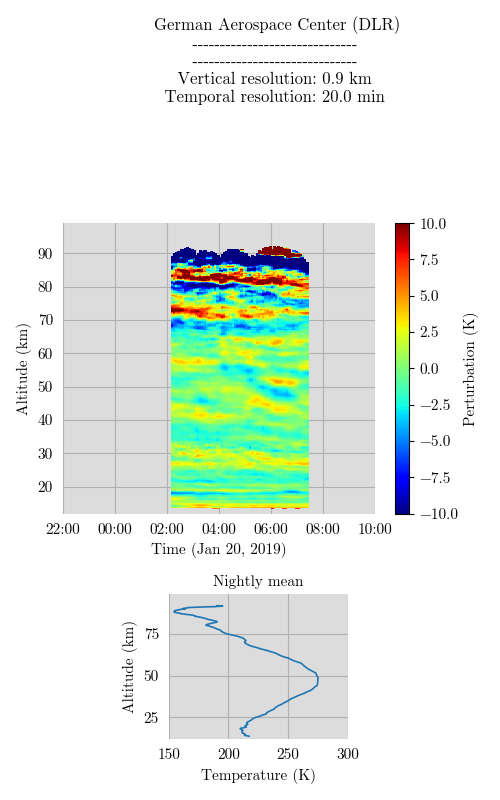 German Aerospace Center (DLR)
------------------------------
------------------------------
Vertical resolution: 0.9 km
Temporal resolution: 20.0 min
90
80
70
60
50
40
30
20
Altitude (km)
22:00 00:00 02:00 04:00 06:00 08:00 10:00
Time (Jan 20, 2019)
10.0
7.5
5.0
2.5
0.0
−2.5
−5.0
−7.5
−10.0
Perturbation (K)
Nightly mean
75
50
25
Altitude (km)
150 200 250 300
Temperature (K)